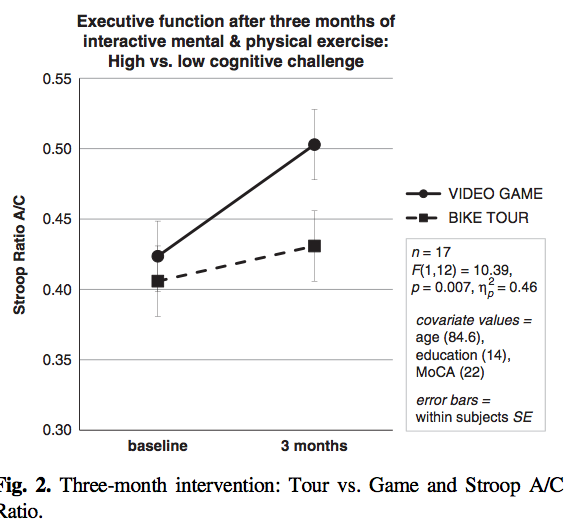 Executive function after three months of
interactive mental & physical exercise:
High vs. low cognitive challenge
0.55
0.50
0.45
0.40
0.35
0.30
Stroop Ratio A/C
baseline
3 months
VIDEO GAME
BIKE TOUR
n = 17
F(1,12) = 10.39,
p = 0.007, η²p = 0.46
covariate values =
age (84.6),
education (14),
MoCA (22)
error bars =
within subjects SE
Fig. 2. Three-month intervention: Tour vs. Game and Stroop A/C
Ratio.